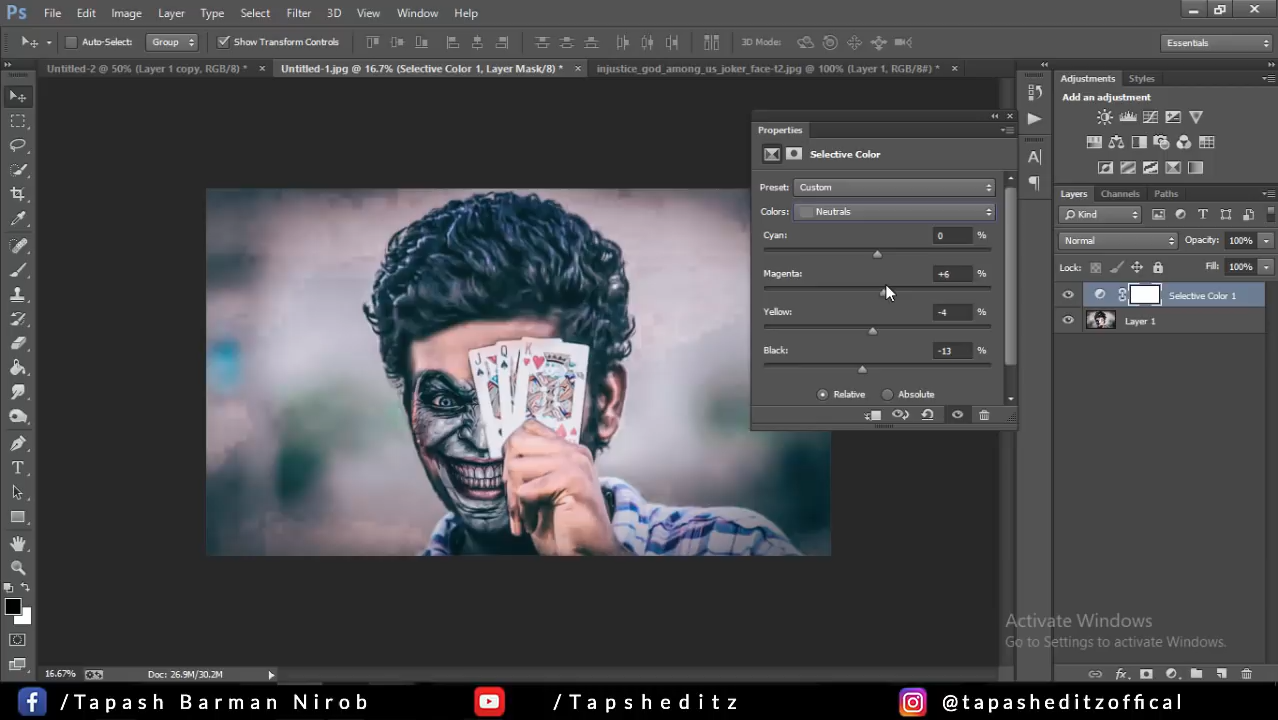 Ps File Edit Image Layer Type Select Filter 3D View Window Help
Auto-Select: Group Show Transform Controls 3D Mode: Essentials
Untitled-2 @ 50% (Layer 1 copy, RGB/8) * × Untitled-1.jpg @ 16.7% (Selective Color 1, Layer Mask/8) * × injustice_god_among_us_joker_face-t2.jpg @ 100% (Layer 1, RGB/8#) * ×
Adjustments Styles
Add an adjustment
Properties
Selective Color
Preset: Custom
Colors: Neutrals
Cyan: 0 %
Magenta: +6 %
Yellow: -4 %
Black: -13 %
Relative Absolute
Layers Channels Paths
Kind
Normal Opacity: 100%
Lock: Fill: 100%
Selective Color 1
Layer 1
J Q K
Activate Windows
Go to Settings to activate Windows.
16.67% Doc: 26.9M/30.2M
/Tapash Barman Nirob /Tapsheditz @tapasheditzoffical